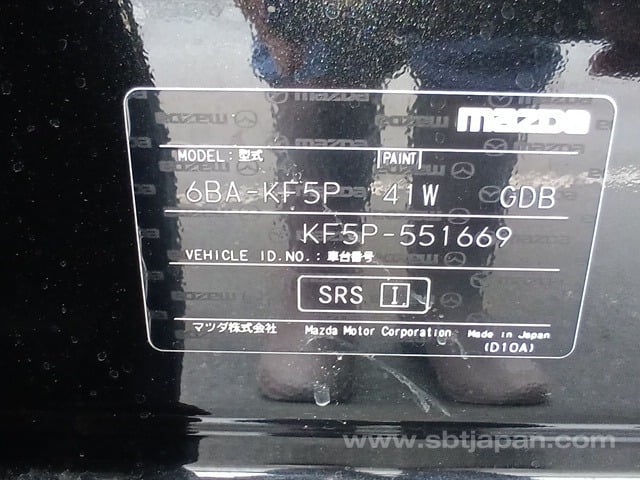 mazda
MODEL: 型式 PAINT
6BA-KF5P 41W GDB
KF5P-551669
VEHICLE ID.NO.: 車台番号
SRS I.
マツダ株式会社 Mazda Motor Corporation Made in Japan
(D10A)
www.sbtjapan.com